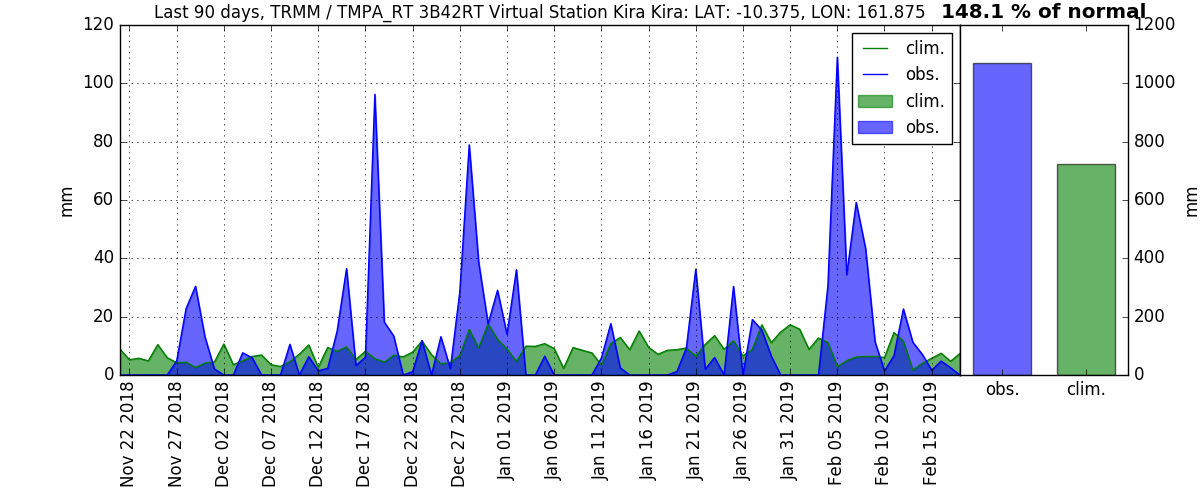 Last 90 days, TRMM / TMPA_RT 3B42RT Virtual Station Kira Kira: LAT: -10.375, LON: 161.875 148.1 % of normal
120
100
80
60
40
20
0
mm
clim.
obs.
clim.
obs.
1200
1000
800
600
400
200
0
mm
obs.
clim.
Nov 22 2018
Nov 27 2018
Dec 02 2018
Dec 07 2018
Dec 12 2018
Dec 17 2018
Dec 22 2018
Dec 27 2018
Jan 01 2019
Jan 06 2019
Jan 11 2019
Jan 16 2019
Jan 21 2019
Jan 26 2019
Jan 31 2019
Feb 05 2019
Feb 10 2019
Feb 15 2019